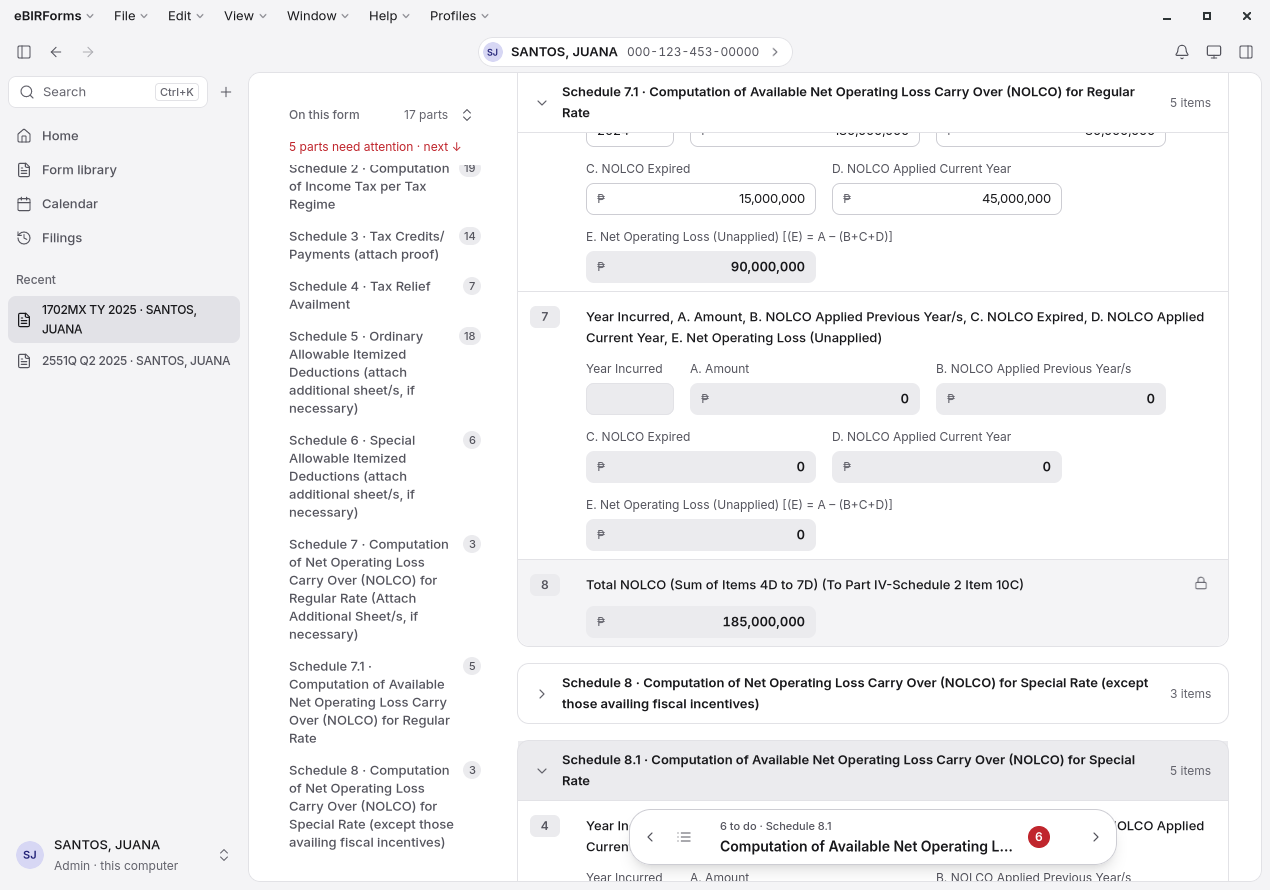 eBIRForms File Edit View Window Help Profiles
SJ SANTOS, JUANA 000-123-453-00000
Search Ctrl+K
Home
Form library
Calendar
Filings
Recent
1702MX TY 2025 · SANTOS,
JUANA
2551Q Q2 2025 · SANTOS, JUANA
SJ SANTOS, JUANA
Admin · this computer
On this form 17 parts
5 parts need attention · next ↓
Schedule 2 · Computation 19
of Income Tax per Tax
Regime
Schedule 3 · Tax Credits/ 14
Payments (attach proof)
Schedule 4 · Tax Relief 7
Availment
Schedule 5 · Ordinary 18
Allowable Itemized
Deductions (attach
additional sheet/s, if
necessary)
Schedule 6 · Special 6
Allowable Itemized
Deductions (attach
additional sheet/s, if
necessary)
Schedule 7 · Computation 3
of Net Operating Loss
Carry Over (NOLCO) for
Regular Rate (Attach
Additional Sheet/s, if
necessary)
Schedule 7.1 · 5
Computation of Available
Net Operating Loss Carry
Over (NOLCO) for Regular
Rate
Schedule 8 · Computation 3
of Net Operating Loss
Carry Over (NOLCO) for
Special Rate (except those
availing fiscal incentives)
Schedule 7.1 · Computation of Available Net Operating Loss Carry Over (NOLCO) for Regular
Rate
5 items
C. NOLCO Expired D. NOLCO Applied Current Year
₱ 15,000,000 ₱ 45,000,000
E. Net Operating Loss (Unapplied) [(E) = A – (B+C+D)]
₱ 90,000,000
7 Year Incurred, A. Amount, B. NOLCO Applied Previous Year/s, C. NOLCO Expired, D. NOLCO Applied
Current Year, E. Net Operating Loss (Unapplied)
Year Incurred A. Amount B. NOLCO Applied Previous Year/s
₱ 0 ₱ 0
C. NOLCO Expired D. NOLCO Applied Current Year
₱ 0 ₱ 0
E. Net Operating Loss (Unapplied) [(E) = A – (B+C+D)]
₱ 0
8 Total NOLCO (Sum of Items 4D to 7D) (To Part IV-Schedule 2 Item 10C)
₱ 185,000,000
Schedule 8 · Computation of Net Operating Loss Carry Over (NOLCO) for Special Rate (except
those availing fiscal incentives)
3 items
Schedule 8.1 · Computation of Available Net Operating Loss Carry Over (NOLCO) for Special
Rate
5 items
4 Year In OLCO Applied
Curren
Year Incurred A. Amount B. NOLCO Applied Previous Year/s
6 to do · Schedule 8.1
Computation of Available Net Operating L... 6